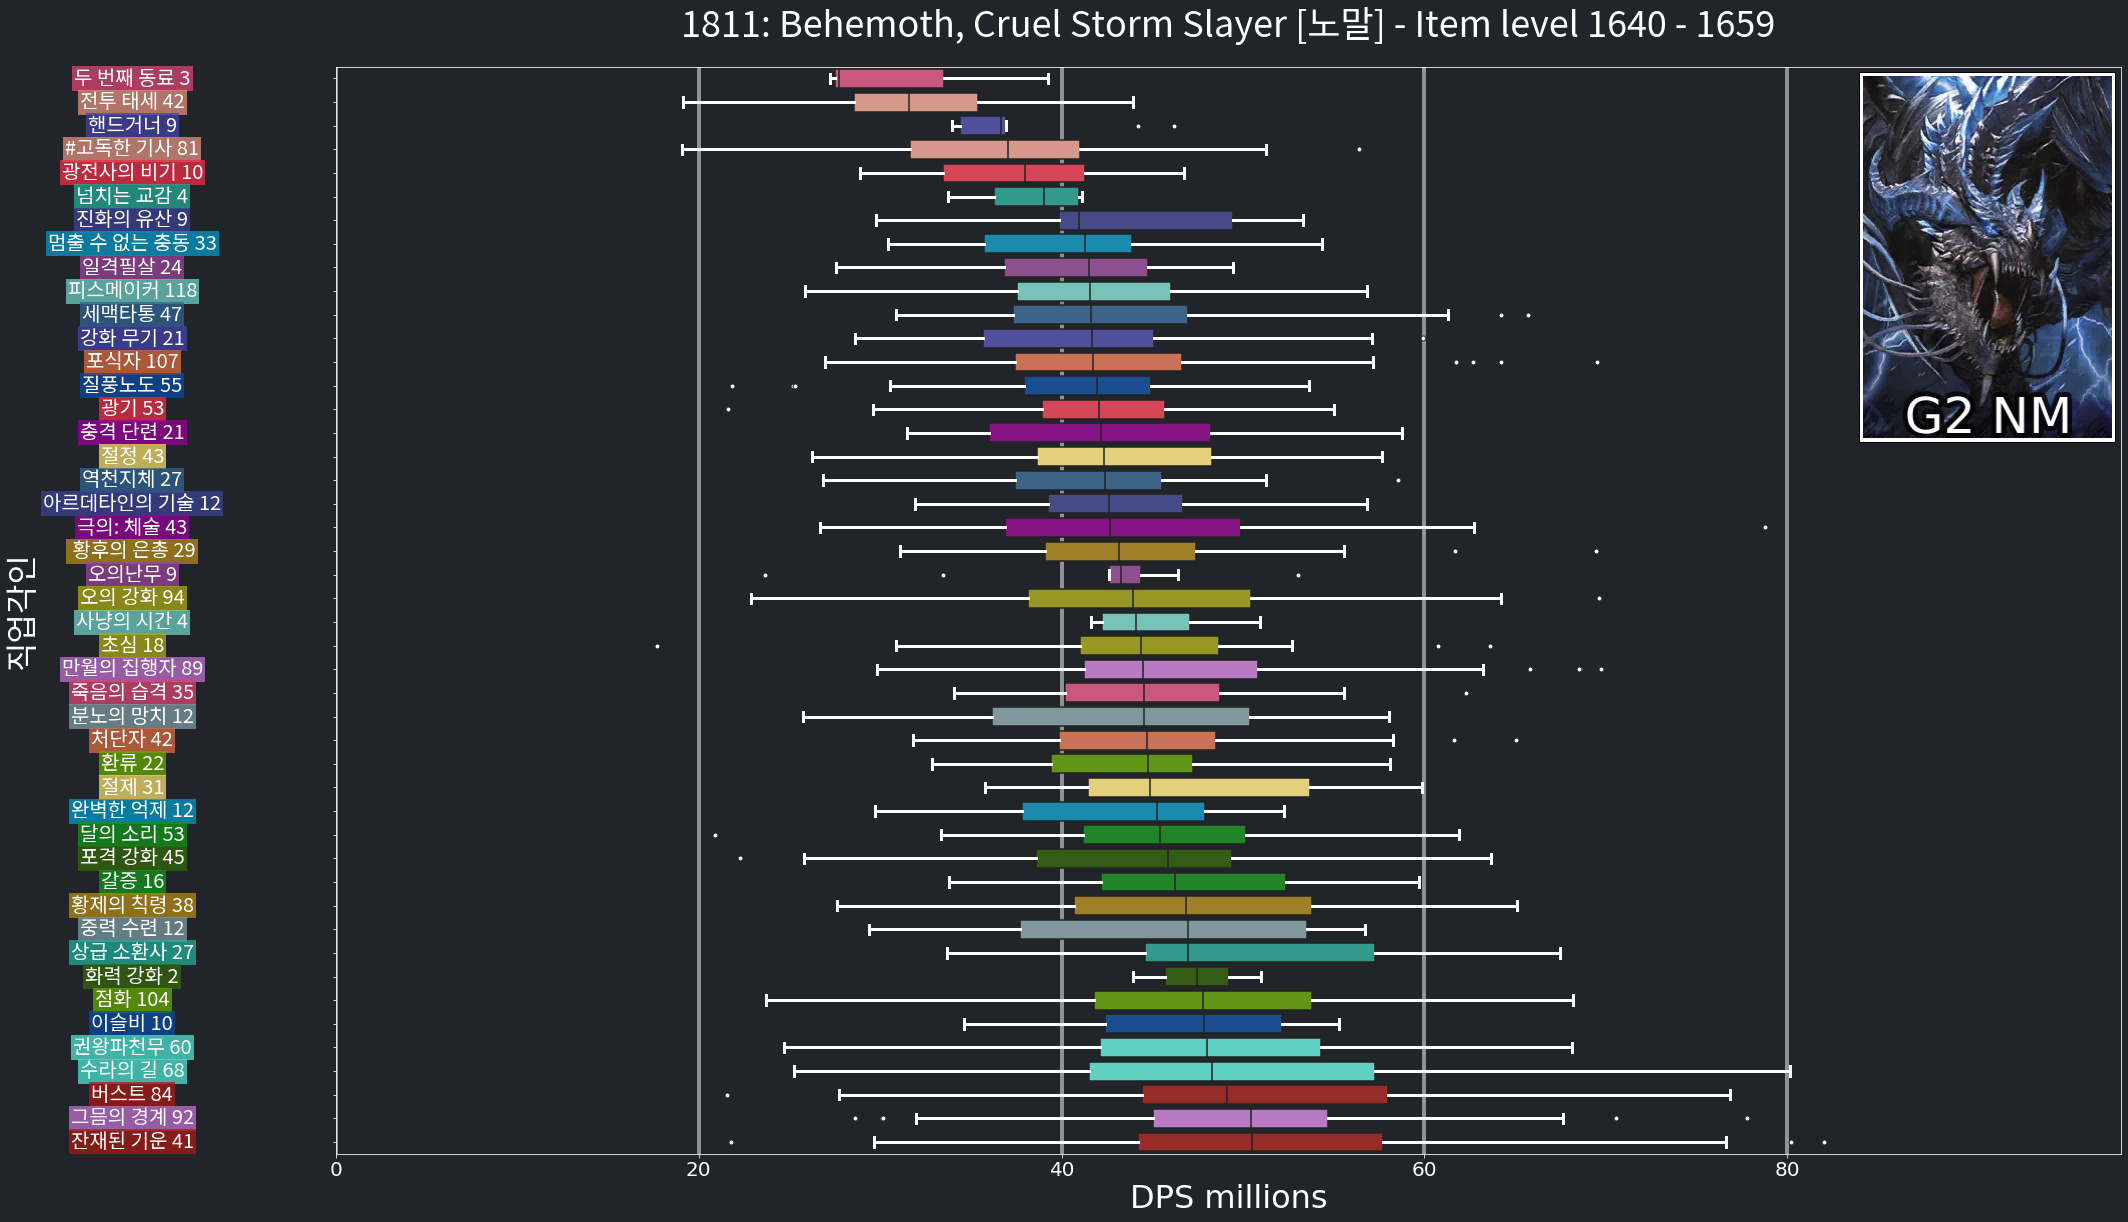 1811: Behemoth, Cruel Storm Slayer [노말] - Item level 1640 - 1659
두 번째 동료 3
전투 태세 42
핸드거너 9
#고독한 기사 81
광전사의 비기 10
넘치는 교감 4
진화의 유산 9
멈출 수 없는 충동 33
일격필살 24
피스메이커 118
세맥타통 47
강화 무기 21
포식자 107
질풍노도 55
광기 53
충격 단련 21
절정 43
역천지체 27
아르데타인의 기술 12
극의: 체술 43
황후의 은총 29
오의난무 9
오의 강화 94
사냥의 시간 4
초심 18
만월의 집행자 89
죽음의 습격 35
분노의 망치 12
처단자 42
환류 22
절제 31
완벽한 억제 12
달의 소리 53
포격 강화 45
갈증 16
황제의 칙령 38
중력 수련 12
상급 소환사 27
화력 강화 2
점화 104
이슬비 10
권왕파천무 60
수라의 길 68
버스트 84
그믐의 경계 92
잔재된 기운 41
직업각인
G2 NM
0 20 40 60 80
DPS millions